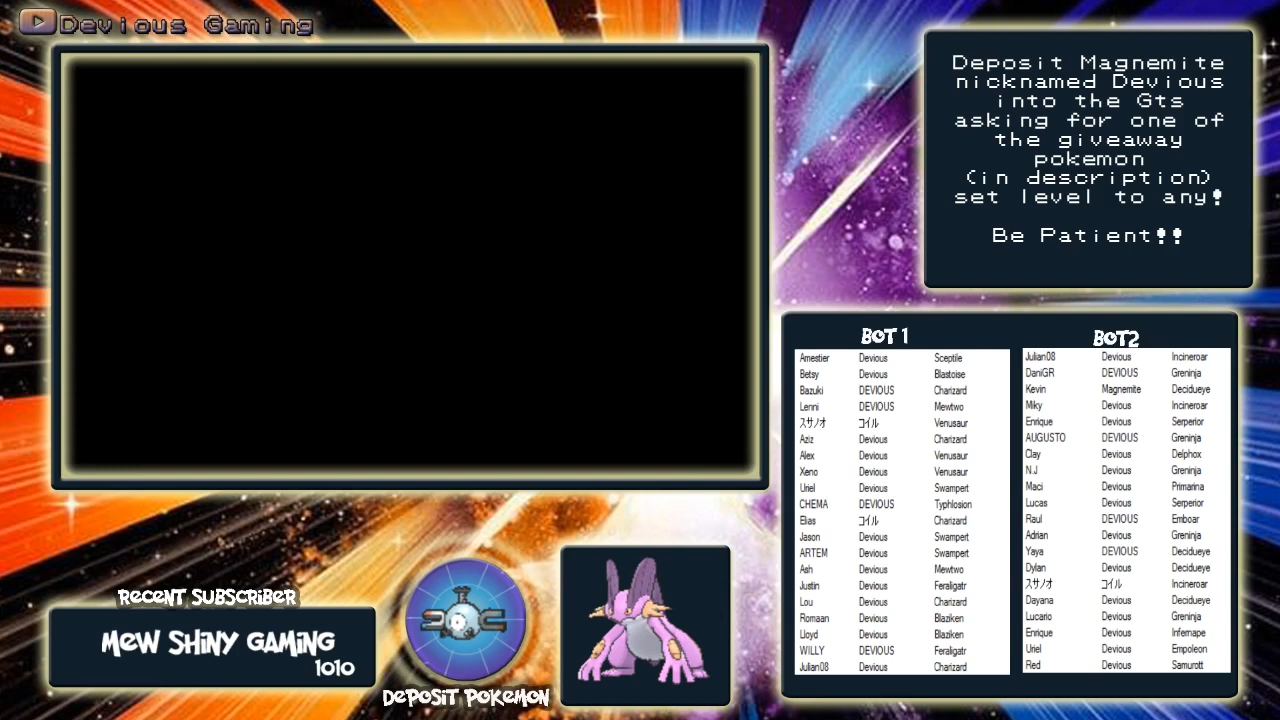 Devious Gaming
Deposit Magnemite
nicknamed Devious
into the Gts
asking for one of
the giveaway
pokemon
(in description)
set level to any!
Be Patient!!
BOT 1
Amestier Devious Sceptile
Betsy Devious Blastoise
Bazuki DEVIOUS Charizard
Lenni DEVIOUS Mewtwo
スサノオ コイル Venusaur
Aziz Devious Charizard
Alex Devious Venusaur
Xeno Devious Venusaur
Uriel Devious Swampert
CHEMA DEVIOUS Typhlosion
Elias コイル Charizard
Jason Devious Swampert
ARTEM Devious Swampert
Ash Devious Mewtwo
Justin Devious Feraligatr
Lou Devious Charizard
Romaan Devious Blaziken
Lloyd Devious Blaziken
WILLY DEVIOUS Feraligatr
Julian08 Devious Charizard
BOT2
Julian08 Devious Incineroar
DaniGR DEVIOUS Greninja
Kevin Magnemite Decidueye
Miky Devious Incineroar
Enrique Devious Serperior
AUGUSTO DEVIOUS Greninja
Clay Devious Delphox
N.J Devious Greninja
Maci Devious Primarina
Lucas Devious Serperior
Raul DEVIOUS Emboar
Adrian Devious Greninja
Yaya DEVIOUS Decidueye
Dylan Devious Decidueye
スサノオ コイル Incineroar
Dayana Devious Decidueye
Lucario Devious Greninja
Enrique Devious Infernape
Uriel Devious Empoleon
Red Devious Samurott
RECENT SUBSCRIBER
MEW SHINY GAMING
1010
DEPOSIT POKEMON